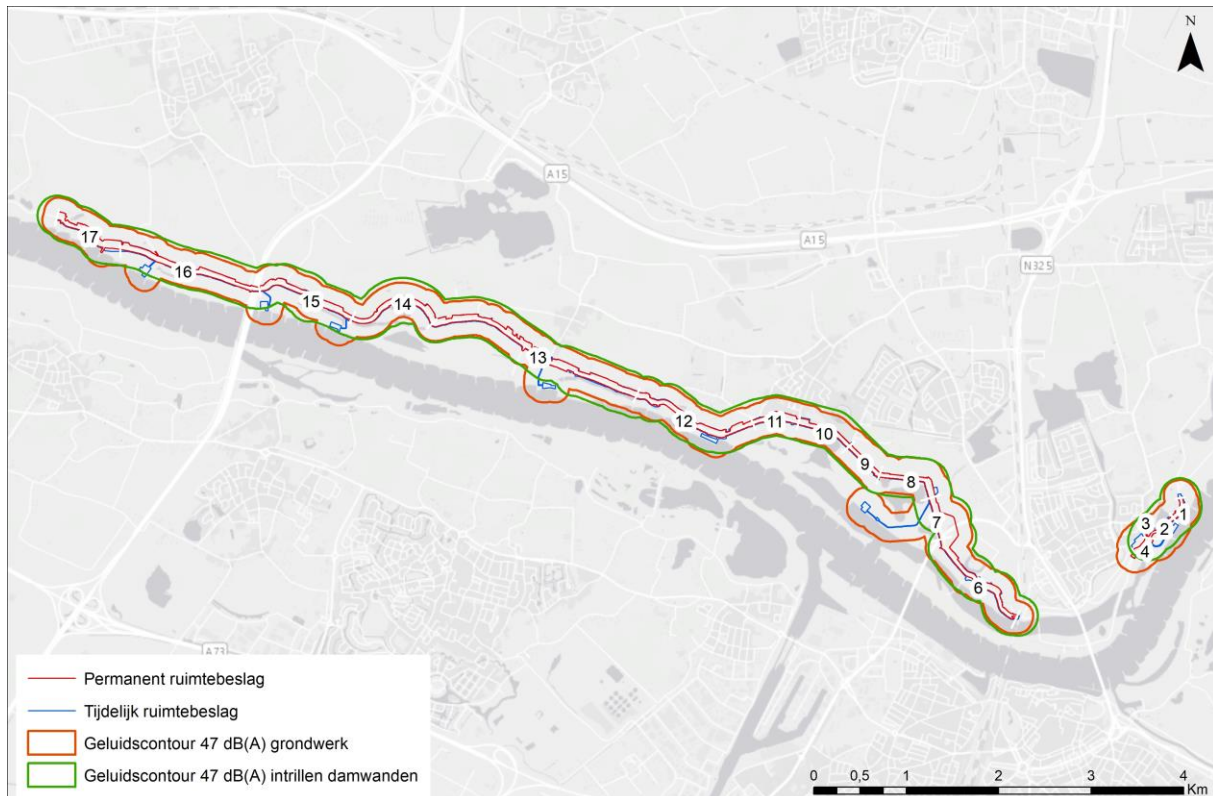 N
A15
A15
N325
17
16
15
14
13
12
11
10
9
8
7
6
3
1
2
4
A73
Permanent ruimtebeslag
Tijdelijk ruimtebeslag
Geluidscontour 47 dB(A) grondwerk
Geluidscontour 47 dB(A) intrillen damwanden
0 0,5 1 2 3 4
Km